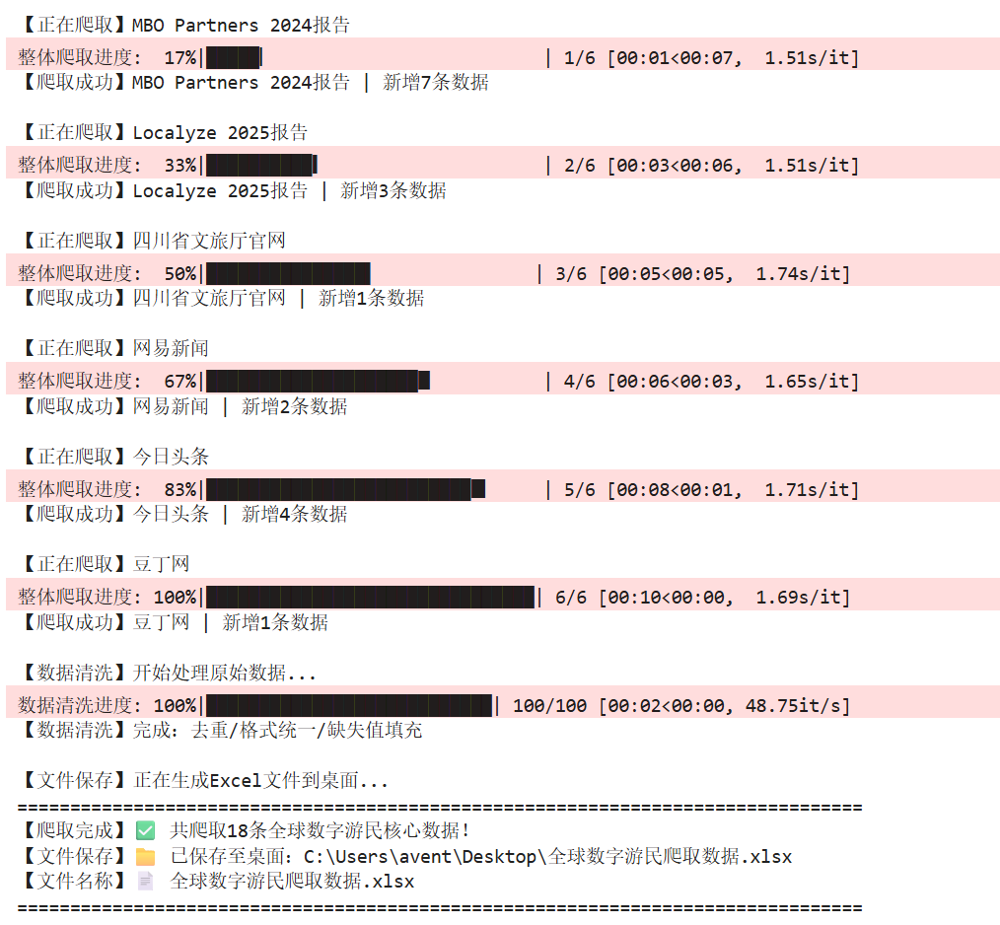 【正在爬取】MBO Partners 2024报告
整体爬取进度:  17%|█████▏                          | 1/6 [00:01<00:07,  1.51s/it]
【爬取成功】MBO Partners 2024报告 | 新增7条数据
【正在爬取】Localyze 2025报告
整体爬取进度:  33%|██████████▍                     | 2/6 [00:03<00:06,  1.51s/it]
【爬取成功】Localyze 2025报告 | 新增3条数据
【正在爬取】四川省文旅厅官网
整体爬取进度:  50%|███████████████                | 3/6 [00:05<00:05,  1.74s/it]
【爬取成功】四川省文旅厅官网 | 新增1条数据
【正在爬取】网易新闻
整体爬取进度:  67%|█████████████████████           | 4/6 [00:06<00:03,  1.65s/it]
【爬取成功】网易新闻 | 新增2条数据
【正在爬取】今日头条
整体爬取进度:  83%|██████████████████████████      | 5/6 [00:08<00:01,  1.71s/it]
【爬取成功】今日头条 | 新增4条数据
【正在爬取】豆丁网
整体爬取进度: 100%|███████████████████████████████| 6/6 [00:10<00:00,  1.69s/it]
【爬取成功】豆丁网 | 新增1条数据
【数据清洗】开始处理原始数据...
数据清洗进度: 100%|███████████████████████████| 100/100 [00:02<00:00, 48.75it/s]
【数据清洗】完成：去重/格式统一/缺失值填充
【文件保存】正在生成Excel文件到桌面...
================================================================================
【爬取完成】✅ 共爬取18条全球数字游民核心数据！
【文件保存】📁 已保存至桌面：C:\Users\avent\Desktop\全球数字游民爬取数据.xlsx
【文件名称】📄 全球数字游民爬取数据.xlsx
================================================================================